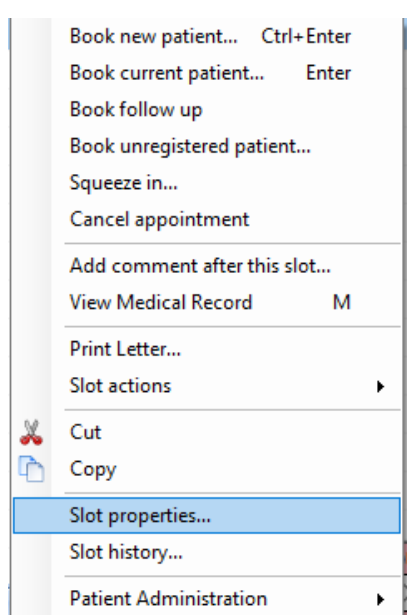 Book new patient... Ctrl+Enter
Book current patient... Enter
Book follow up
Book unregistered patient...
Squeeze in...
Cancel appointment
Add comment after this slot...
View Medical Record M
Print Letter...
Slot actions
Cut
Copy
Slot properties...
Slot history...
Patient Administration